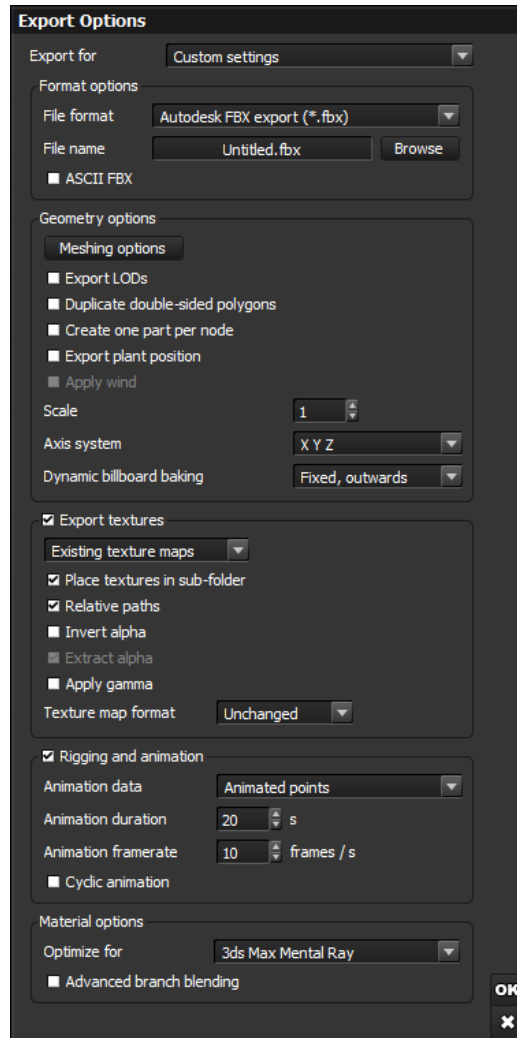 Export Options
Export for Custom settings
Format options
File format Autodesk FBX export (*.fbx)
File name Untitled.fbx Browse
ASCII FBX
Geometry options
Meshing options
Export LODs
Duplicate double-sided polygons
Create one part per node
Export plant position
Apply wind
Scale 1
Axis system X Y Z
Dynamic billboard baking Fixed, outwards
Export textures
Existing texture maps
Place textures in sub-folder
Relative paths
Invert alpha
Extract alpha
Apply gamma
Texture map format Unchanged
Rigging and animation
Animation data Animated points
Animation duration 20 s
Animation framerate 10 frames / s
Cyclic animation
Material options
Optimize for 3ds Max Mental Ray
Advanced branch blending
OK